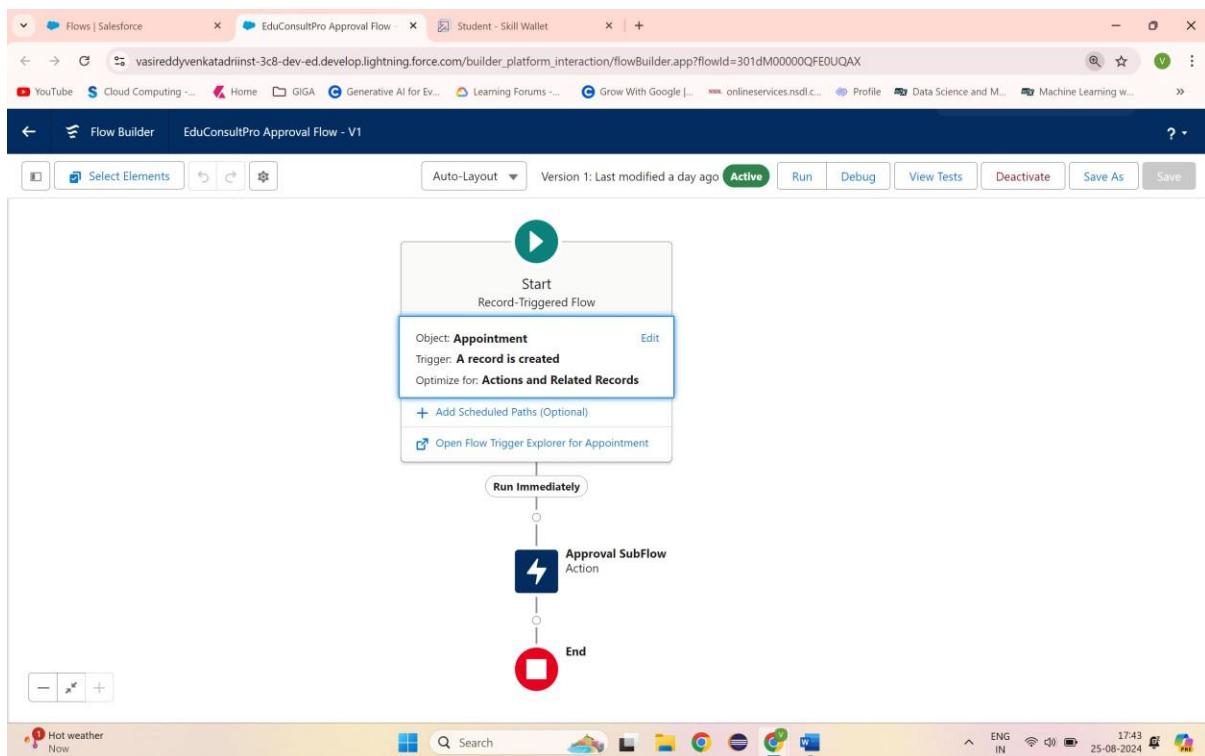 Flows | Salesforce
EduConsultPro Approval Flow -
Student - Skill Wallet
vasireddyvenkatadriinst-3c8-dev-ed.develop.lightning.force.com/builder_platform_interaction/flowBuilder.app?flowId=301dM00000QFE0UQAX
V
YouTube
Cloud Computing -...
Home
GIGA
Generative AI for Ev...
Learning Forums -...
Grow With Google |...
onlineservices.nsdl.c...
Profile
Data Science and M...
Machine Learning w...
Flow Builder
EduConsultPro Approval Flow - V1
?
Select Elements
Auto-Layout
Version 1: Last modified a day ago
Active
Run
Debug
View Tests
Deactivate
Save As
Save
Start
Record-Triggered Flow
Object: Appointment
Edit
Trigger: A record is created
Optimize for: Actions and Related Records
+ Add Scheduled Paths (Optional)
Open Flow Trigger Explorer for Appointment
Run Immediately
Approval SubFlow
Action
End
1
Hot weather
Now
Search
ENG
IN
17:43
25-08-2024